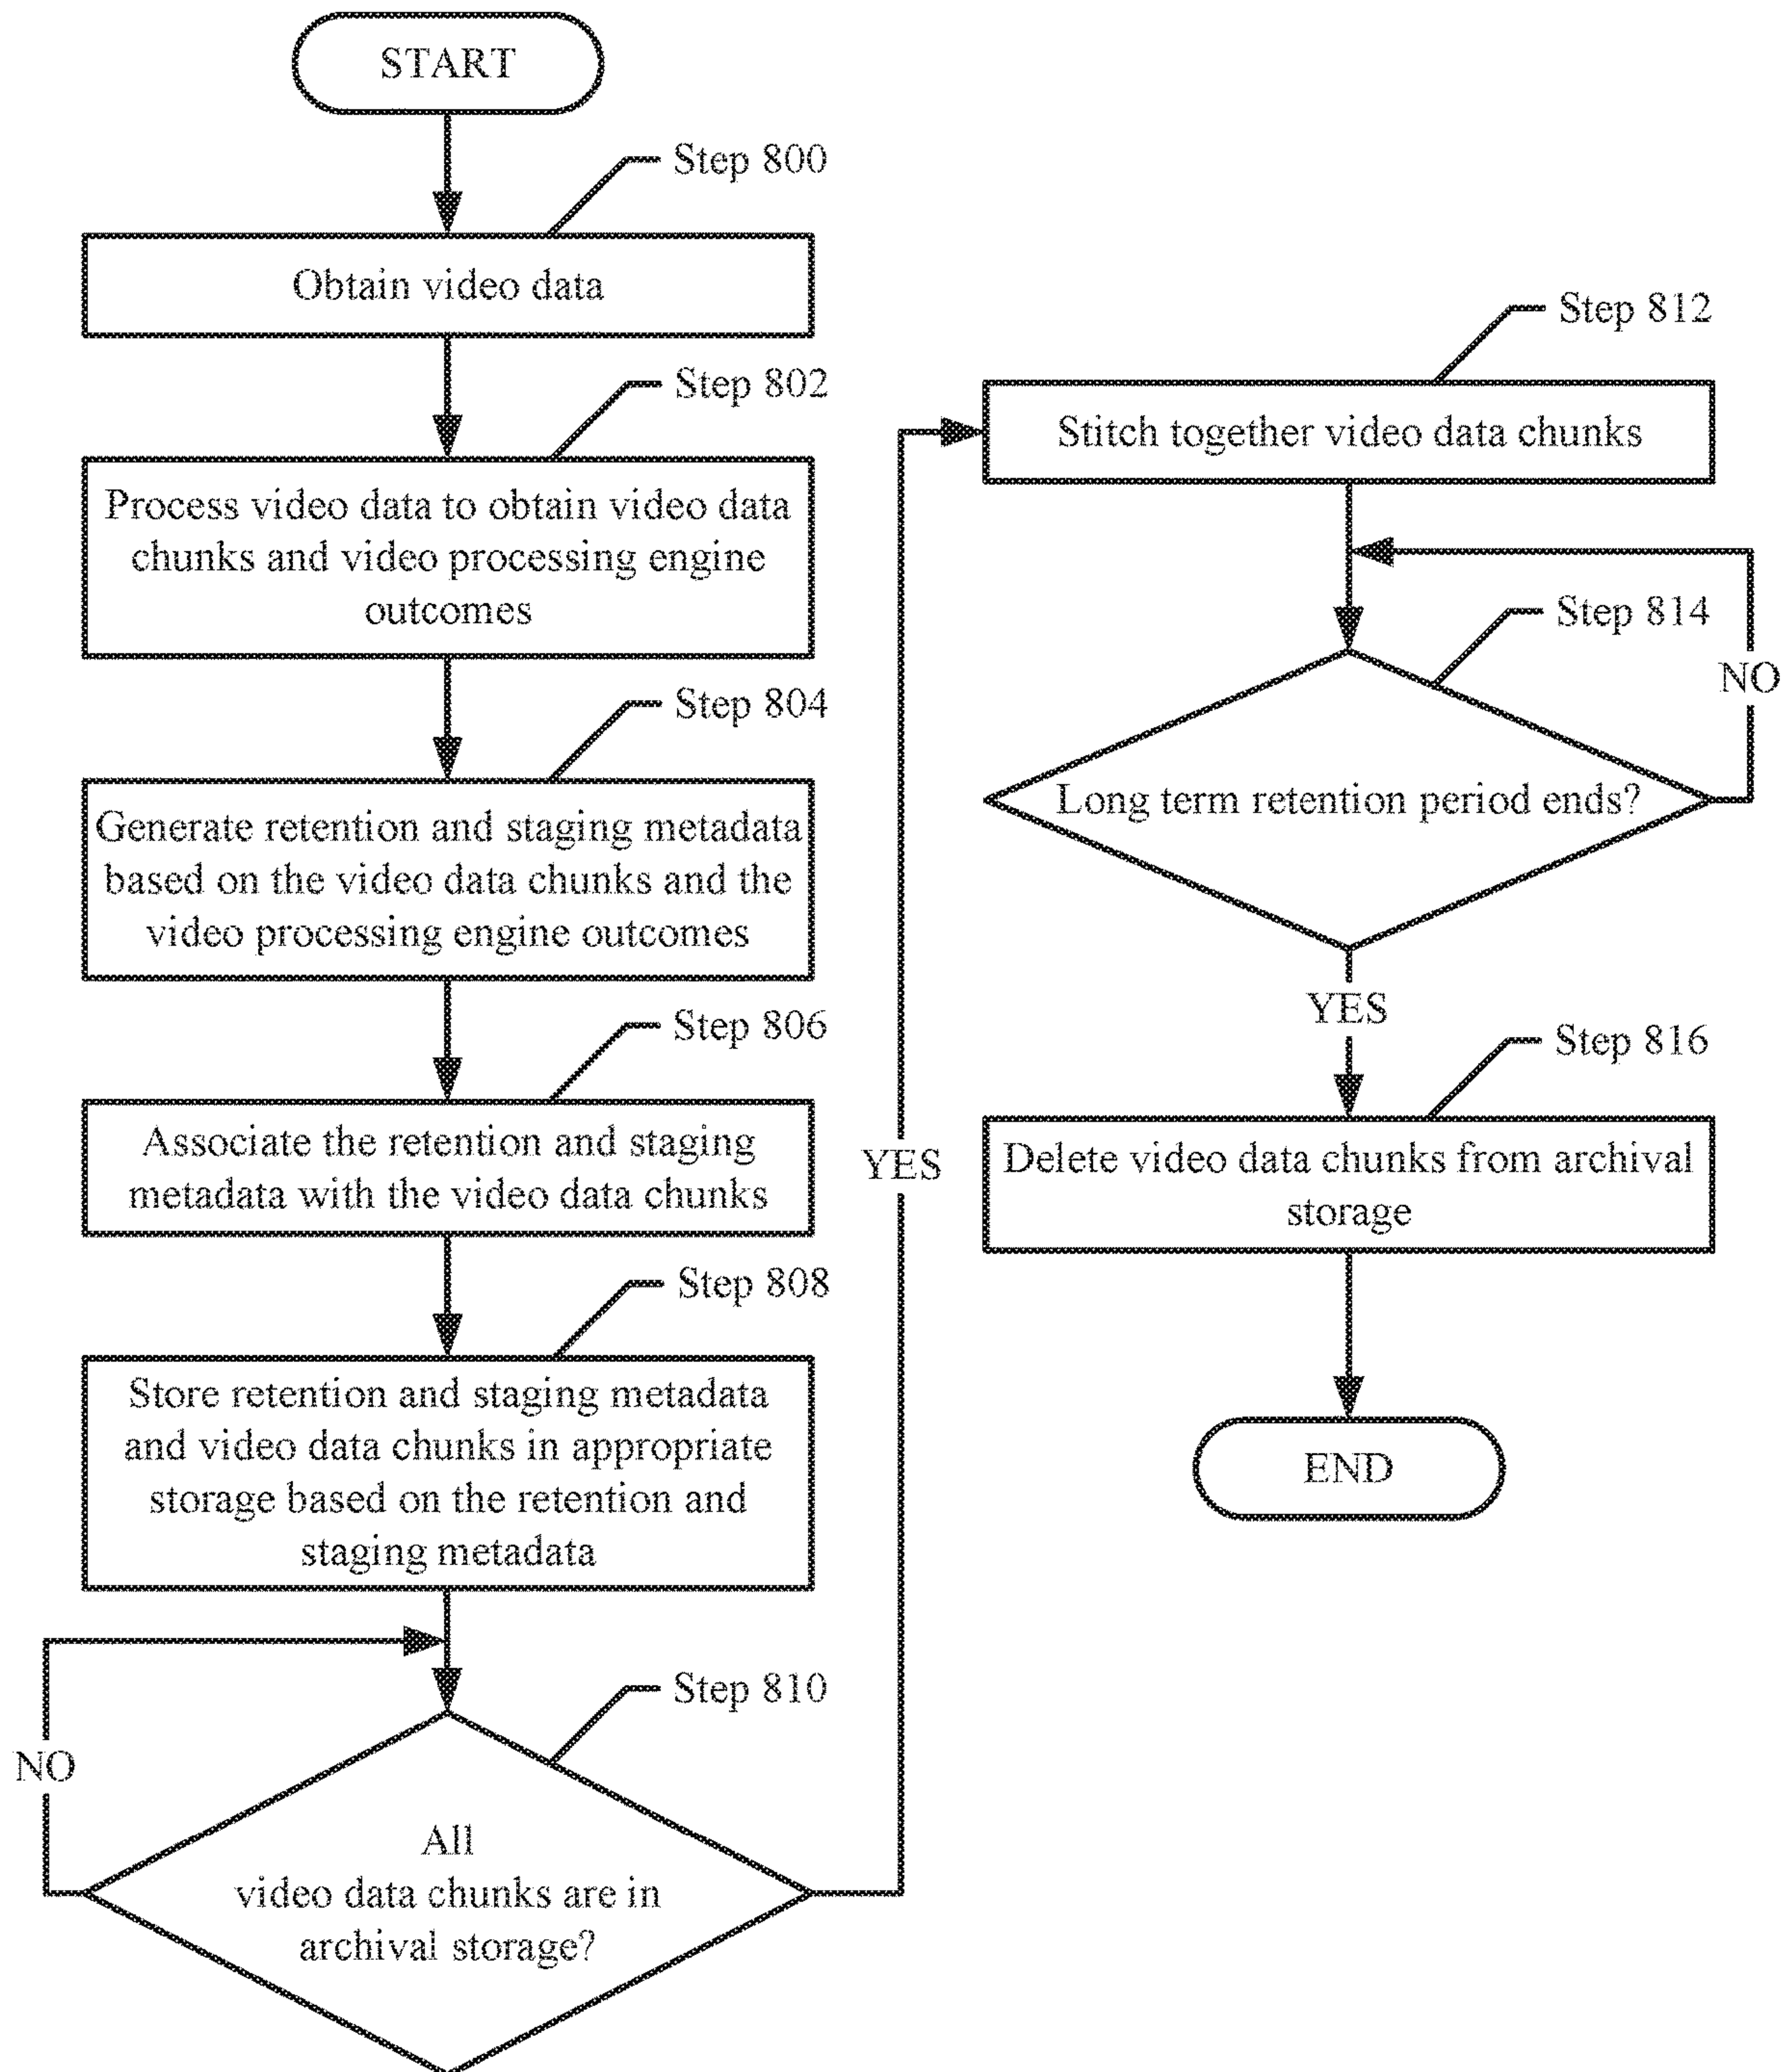 START
Step 800
Obtain video data
Step 802
Process video data to obtain video data
chunks and video processing engine
outcomes
Step 804
Generate retention and staging metadata
based on the video data chunks and the
video processing engine outcomes
Step 806
Associate the retention and staging
metadata with the video data chunks
Step 808
Store retention and staging metadata
and video data chunks in appropriate
storage based on the retention and
staging metadata
Step 810
NO
All
video data chunks are in
archival storage?
YES
Step 812
Stitch together video data chunks
Step 814
NO
Long term retention period ends?
YES
Step 816
Delete video data chunks from archival
storage
END